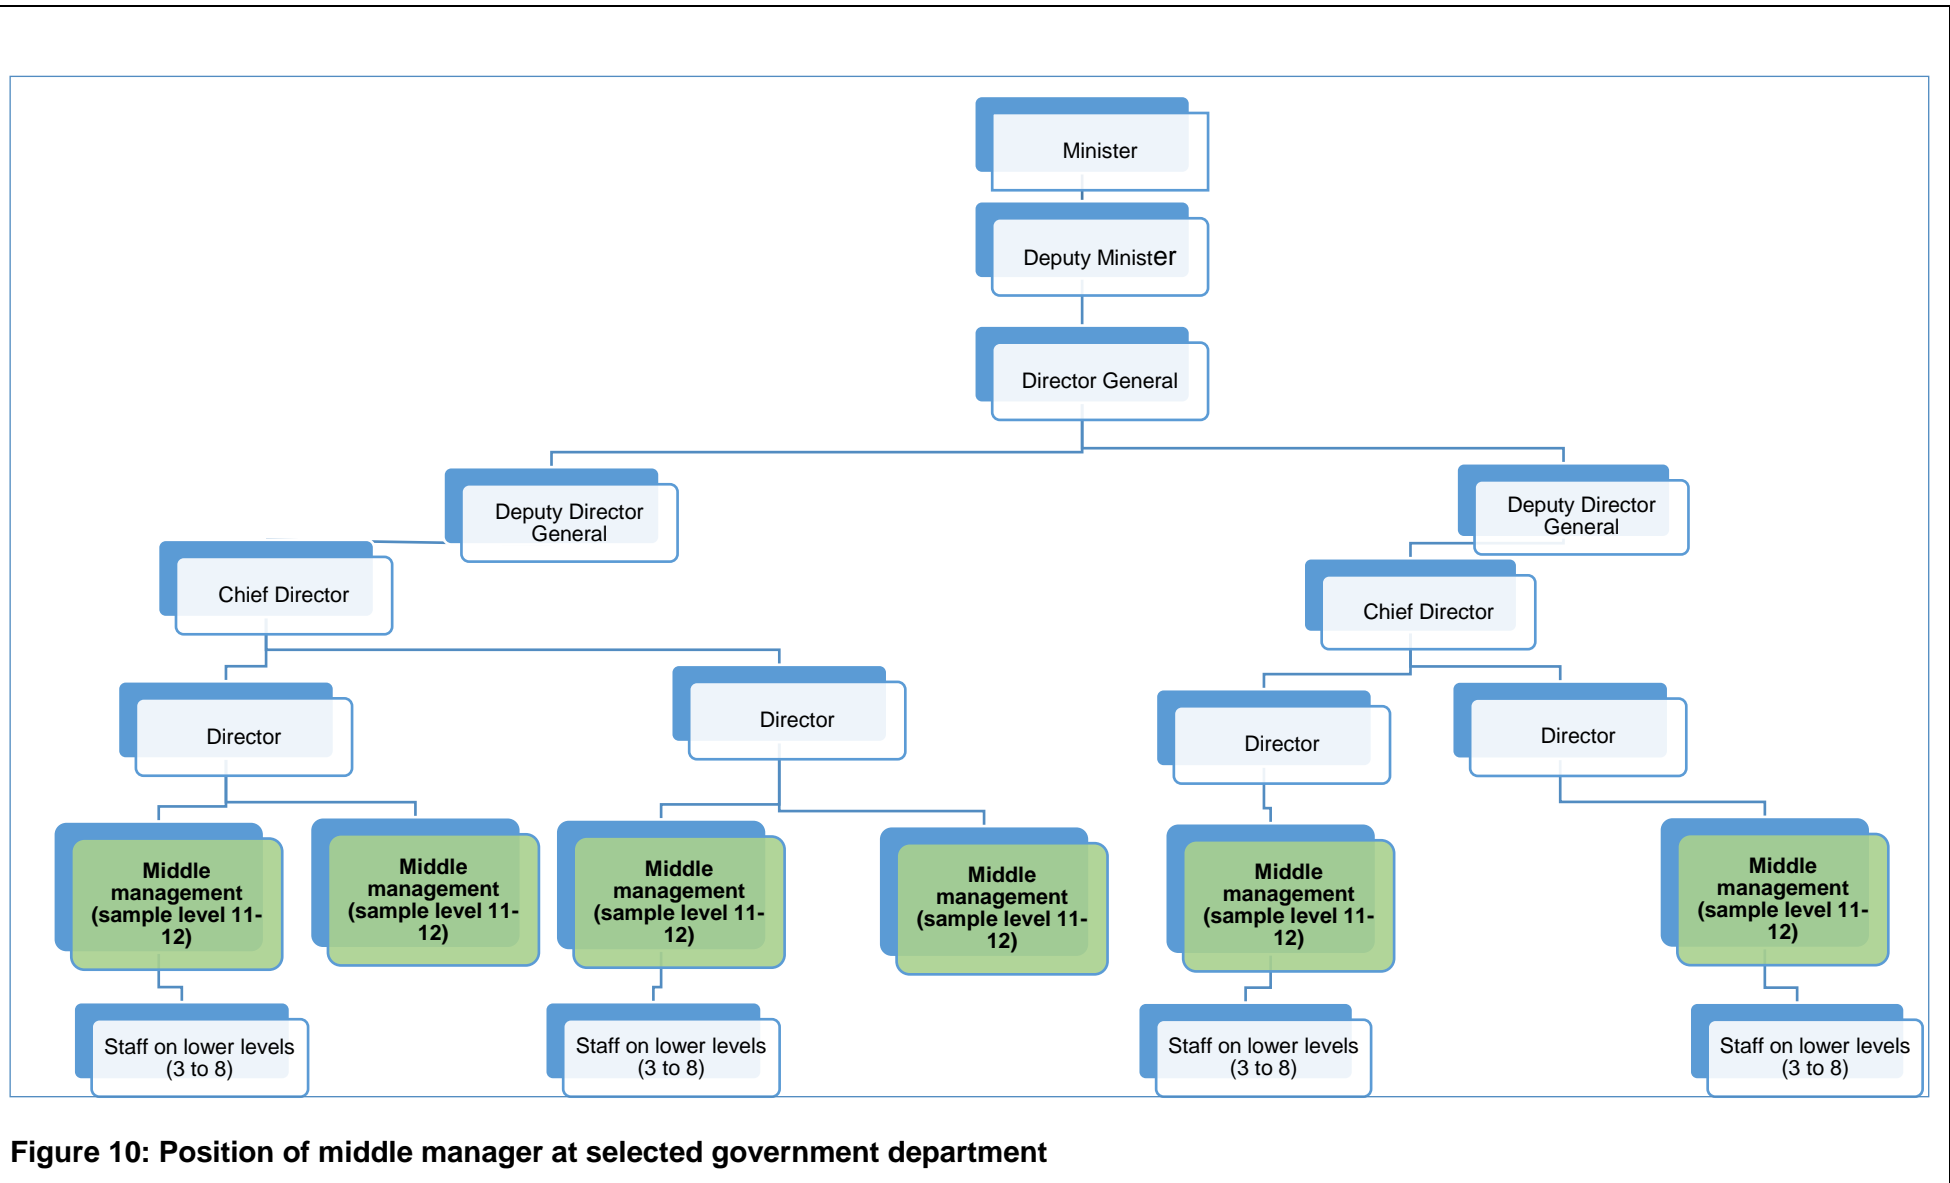 Minister
Deputy Minister
Director General
Deputy Director
General
Deputy Director
General
Chief Director
Chief Director
Director
Director
Director
Director
Middle
management
(sample level 11-
12)
Middle
management
(sample level 11-
12)
Middle
management
(sample level 11-
12)
Middle
management
(sample level 11-
12)
Middle
management
(sample level 11-
12)
Middle
management
(sample level 11-
12)
Staff on lower levels
(3 to 8)
Staff on lower levels
(3 to 8)
Staff on lower levels
(3 to 8)
Staff on lower levels
(3 to 8)
Figure 10: Position of middle manager at selected government department